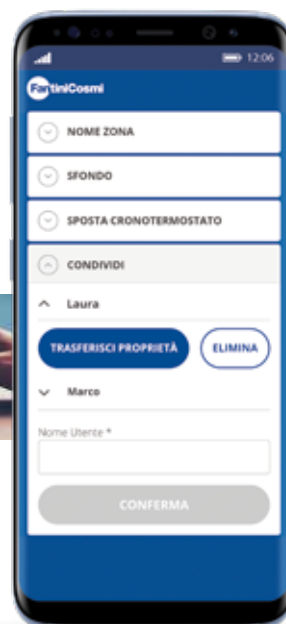 12:06
FantiniCosmi
NOME ZONA
SFONDO
SPOSTA CRONOTERMOSTATO
CONDIVIDI
Laura
TRASFERISCI PROPRIETÀ ELIMINA
Marco
Nome Utente *
CONFERMA